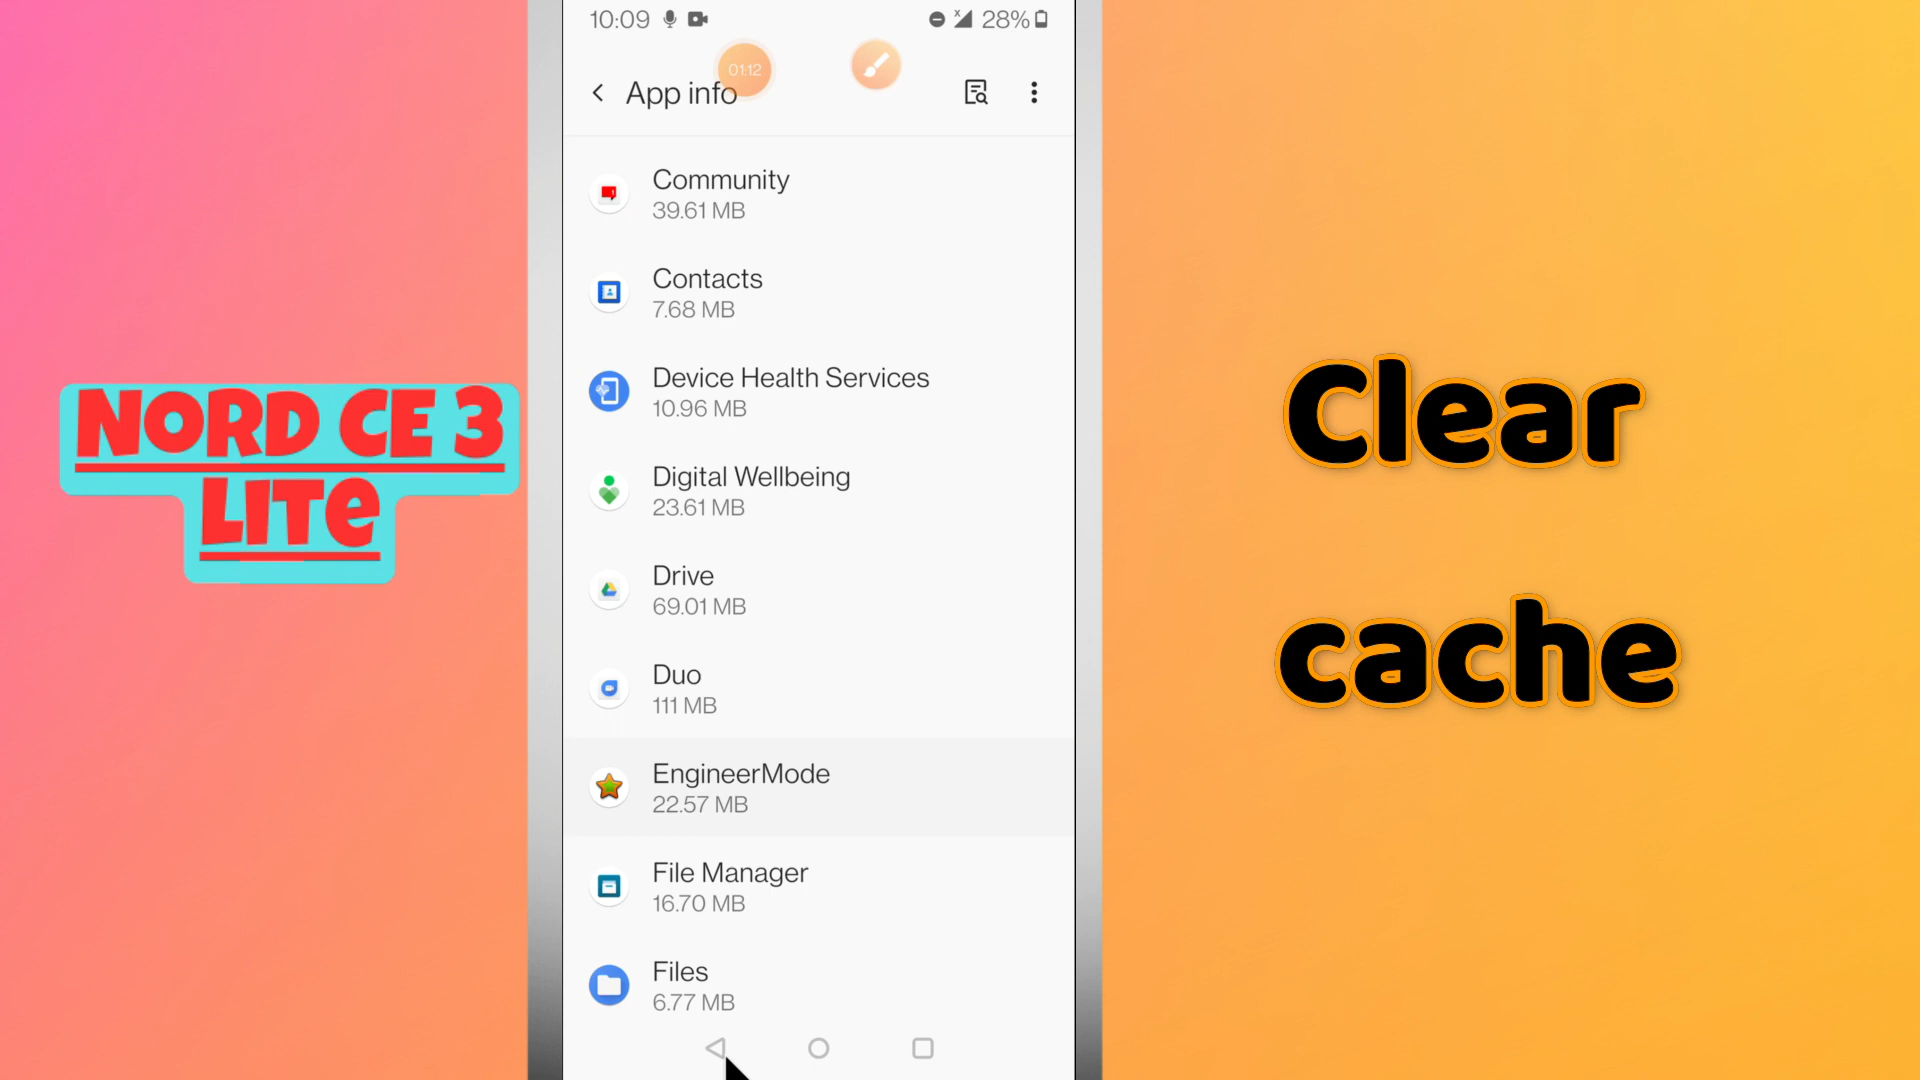 NORD CE 3
LITe
10:09
28%
01:12
App info
Community
39.61 MB
Contacts
7.68 MB
Device Health Services
10.96 MB
Digital Wellbeing
23.61 MB
Drive
69.01 MB
Duo
111 MB
EngineerMode
22.57 MB
File Manager
16.70 MB
Files
6.77 MB
Clear
cache